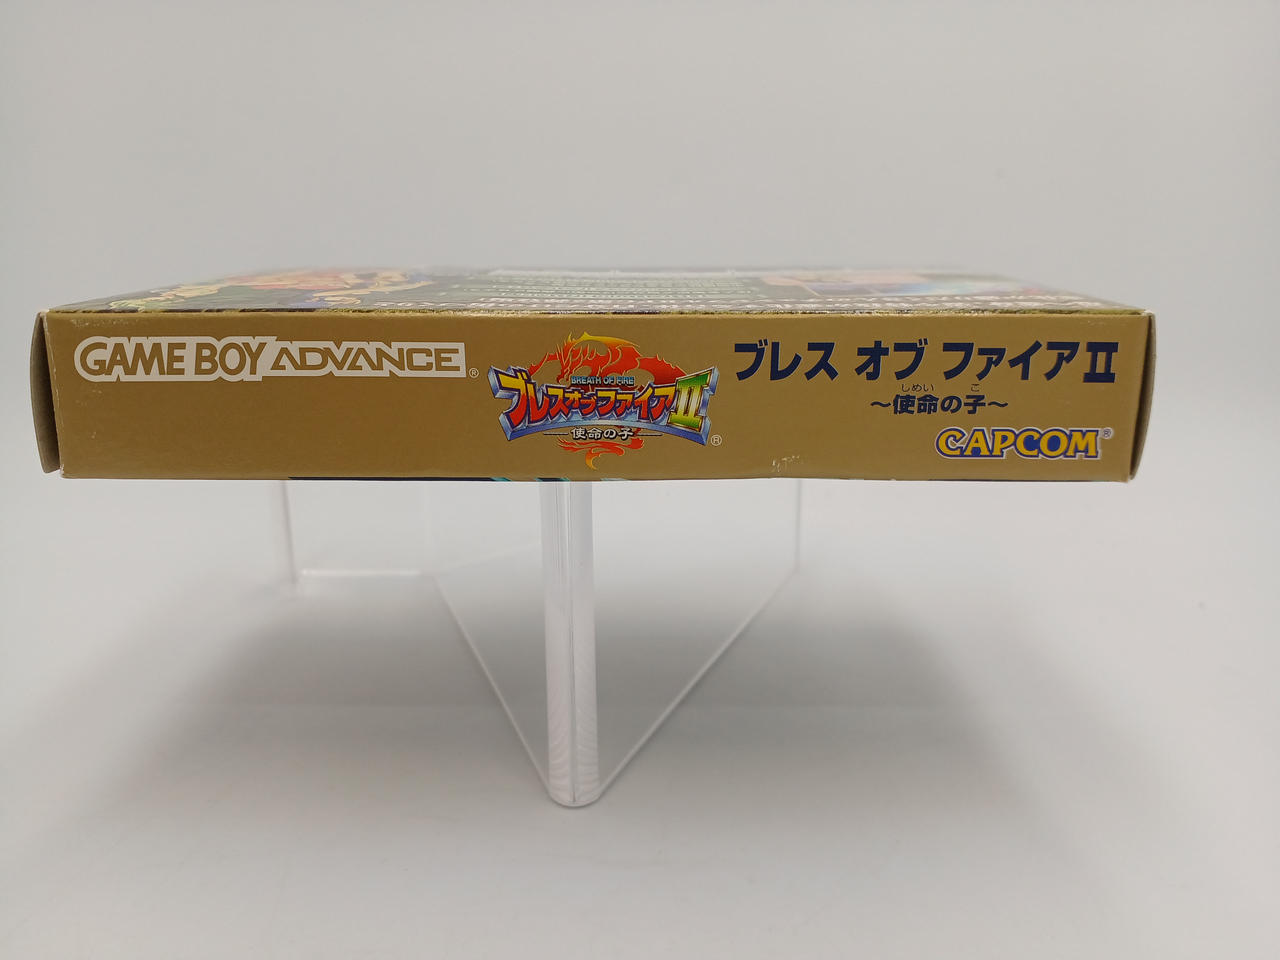 GAME BOY ADVANCE®
BREATH OF FIRE
ブレスオブファイアⅡ
使命の子
®
ブレス オブ ファイアⅡ
しめい こ
～使命の子～
CAPCOM®